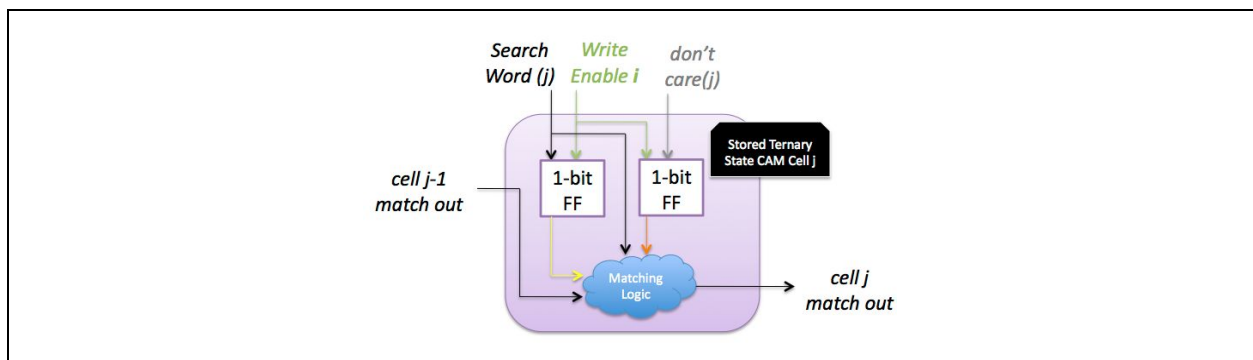 Search
Word (j)
Write
Enable i
don't
care(j)
Stored Ternary
State CAM Cell j
1-bit
FF
1-bit
FF
cell j-1
match out
Matching
Logic
cell j
match out